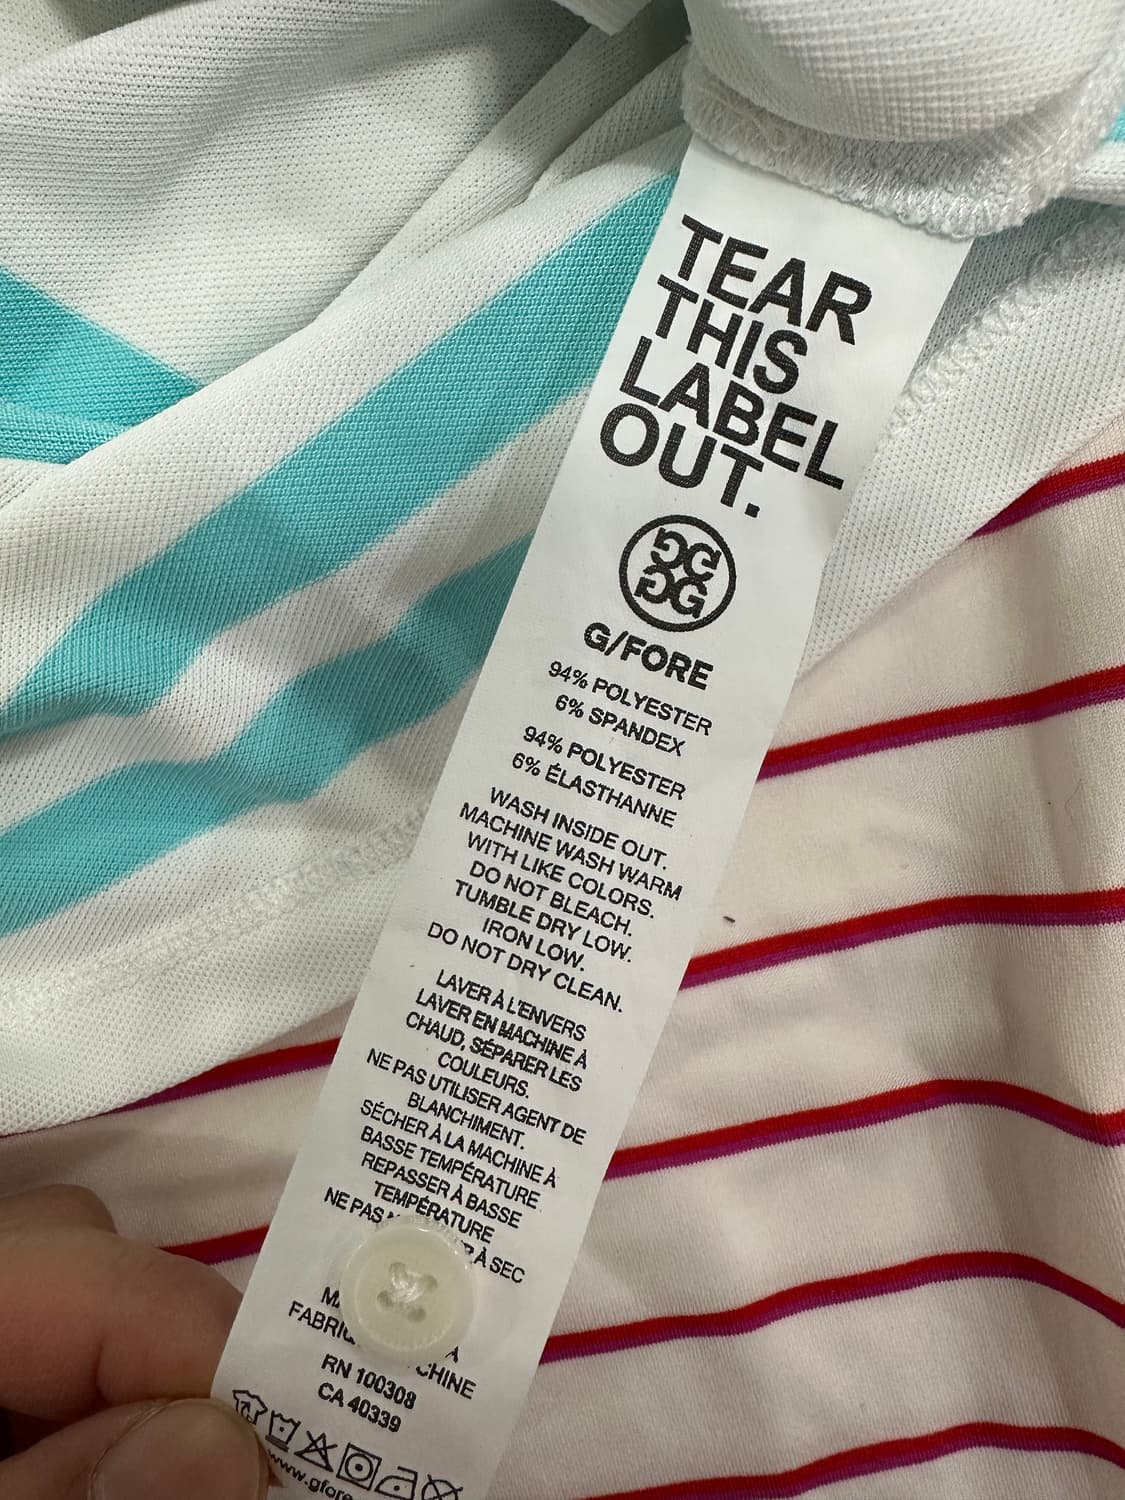 TEAR
THIS
LABEL
OUT.
G/FORE
94% POLYESTER
6% SPANDEX
94% POLYESTER
6% ÉLASTHANNE
WASH INSIDE OUT.
MACHINE WASH WARM
WITH LIKE COLORS.
DO NOT BLEACH.
TUMBLE DRY LOW.
IRON LOW.
DO NOT DRY CLEAN.
LAVER À L'ENVERS
LAVER EN MACHINE À
CHAUD, SÉPARER LES
COULEURS.
NE PAS UTILISER AGENT DE
BLANCHIMENT.
SÉCHER À LA MACHINE À
BASSE TEMPÉRATURE
REPASSER À BASSE
TEMPÉRATURE
NE PAS À SEC
CHINE
RN 100308
CA 40339